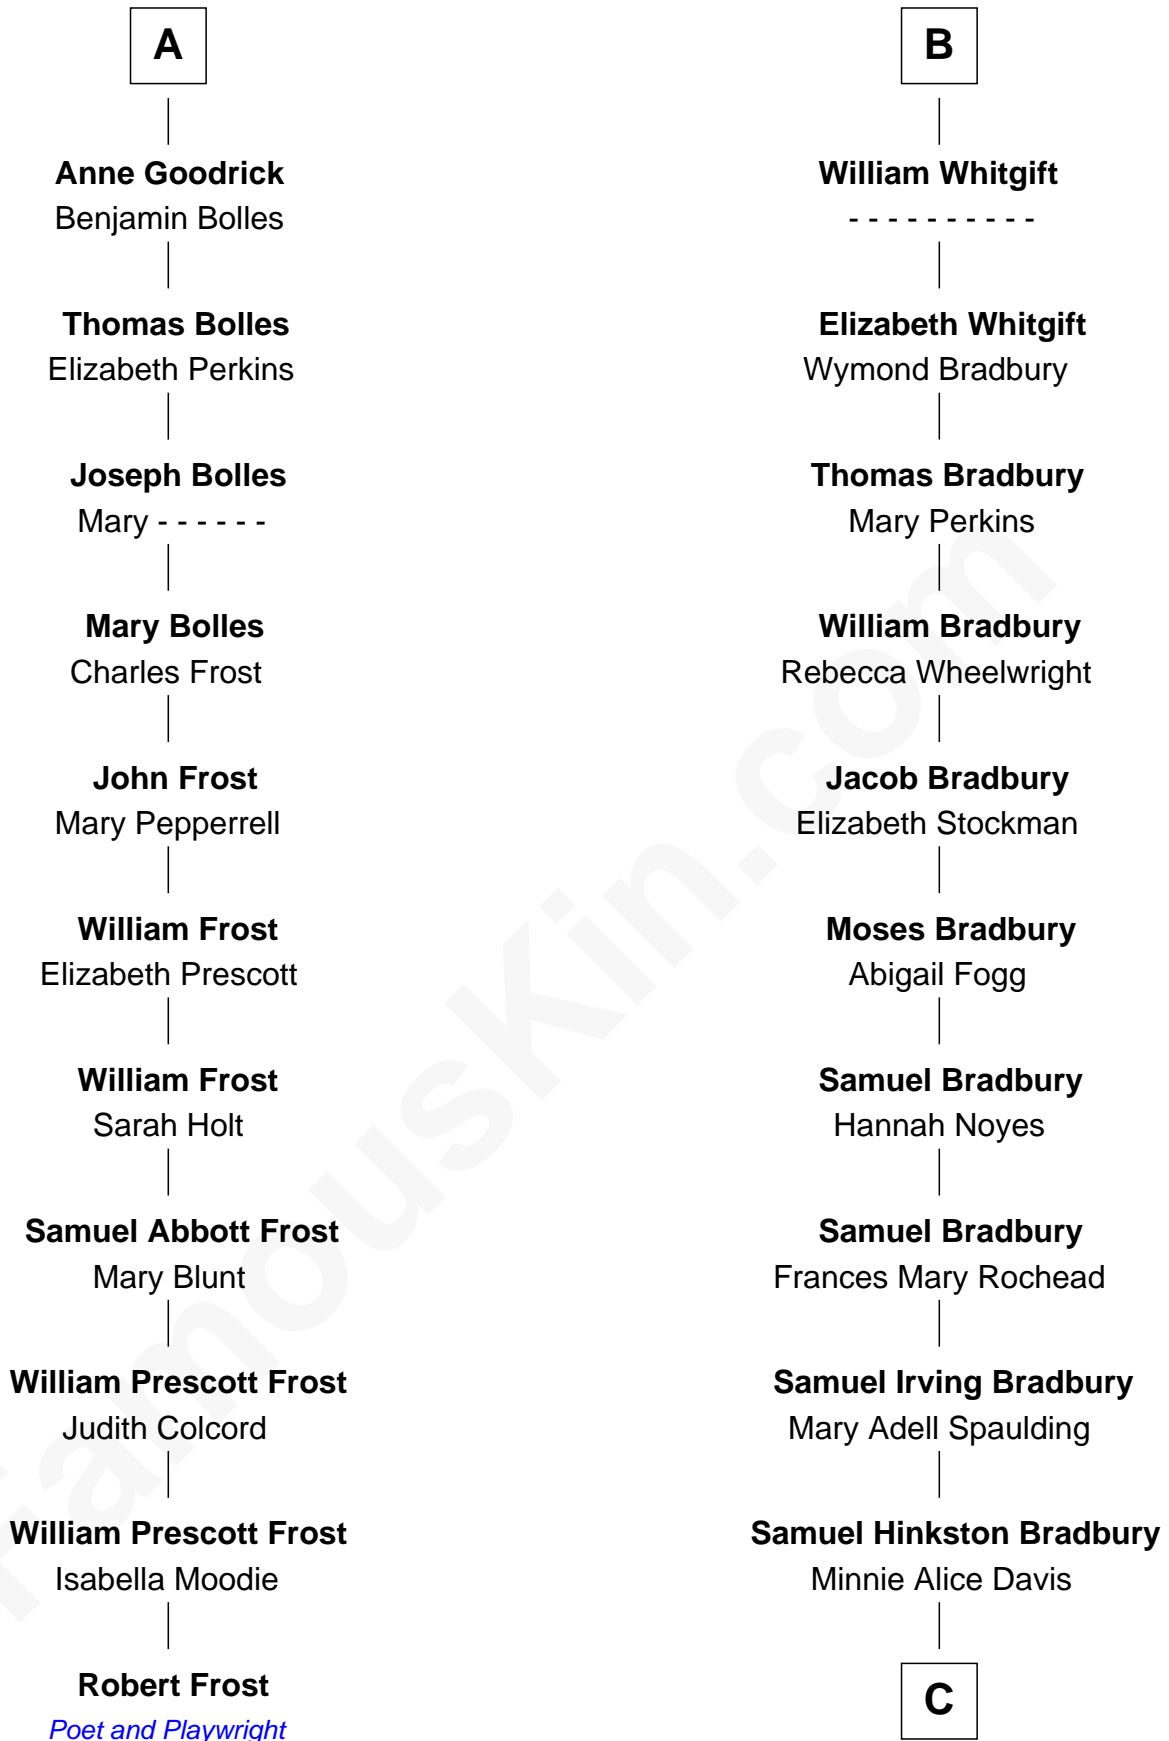 A
Anne Goodrick
Benjamin Bolles
Thomas Bolles
Elizabeth Perkins
Joseph Bolles
Mary - - - - - -
Mary Bolles
Charles Frost
John Frost
Mary Pepperrell
William Frost
Elizabeth Prescott
William Frost
Sarah Holt
Samuel Abbott Frost
Mary Blunt
William Prescott Frost
Judith Colcord
William Prescott Frost
Isabella Moodie
Robert Frost
Poet and Playwright
B
William Whitgift
- - - - - - - - - -
Elizabeth Whitgift
Wymond Bradbury
Thomas Bradbury
Mary Perkins
William Bradbury
Rebecca Wheelwright
Jacob Bradbury
Elizabeth Stockman
Moses Bradbury
Abigail Fogg
Samuel Bradbury
Hannah Noyes
Samuel Bradbury
Frances Mary Rochead
Samuel Irving Bradbury
Mary Adell Spaulding
Samuel Hinkston Bradbury
Minnie Alice Davis
C
FamousKin.com